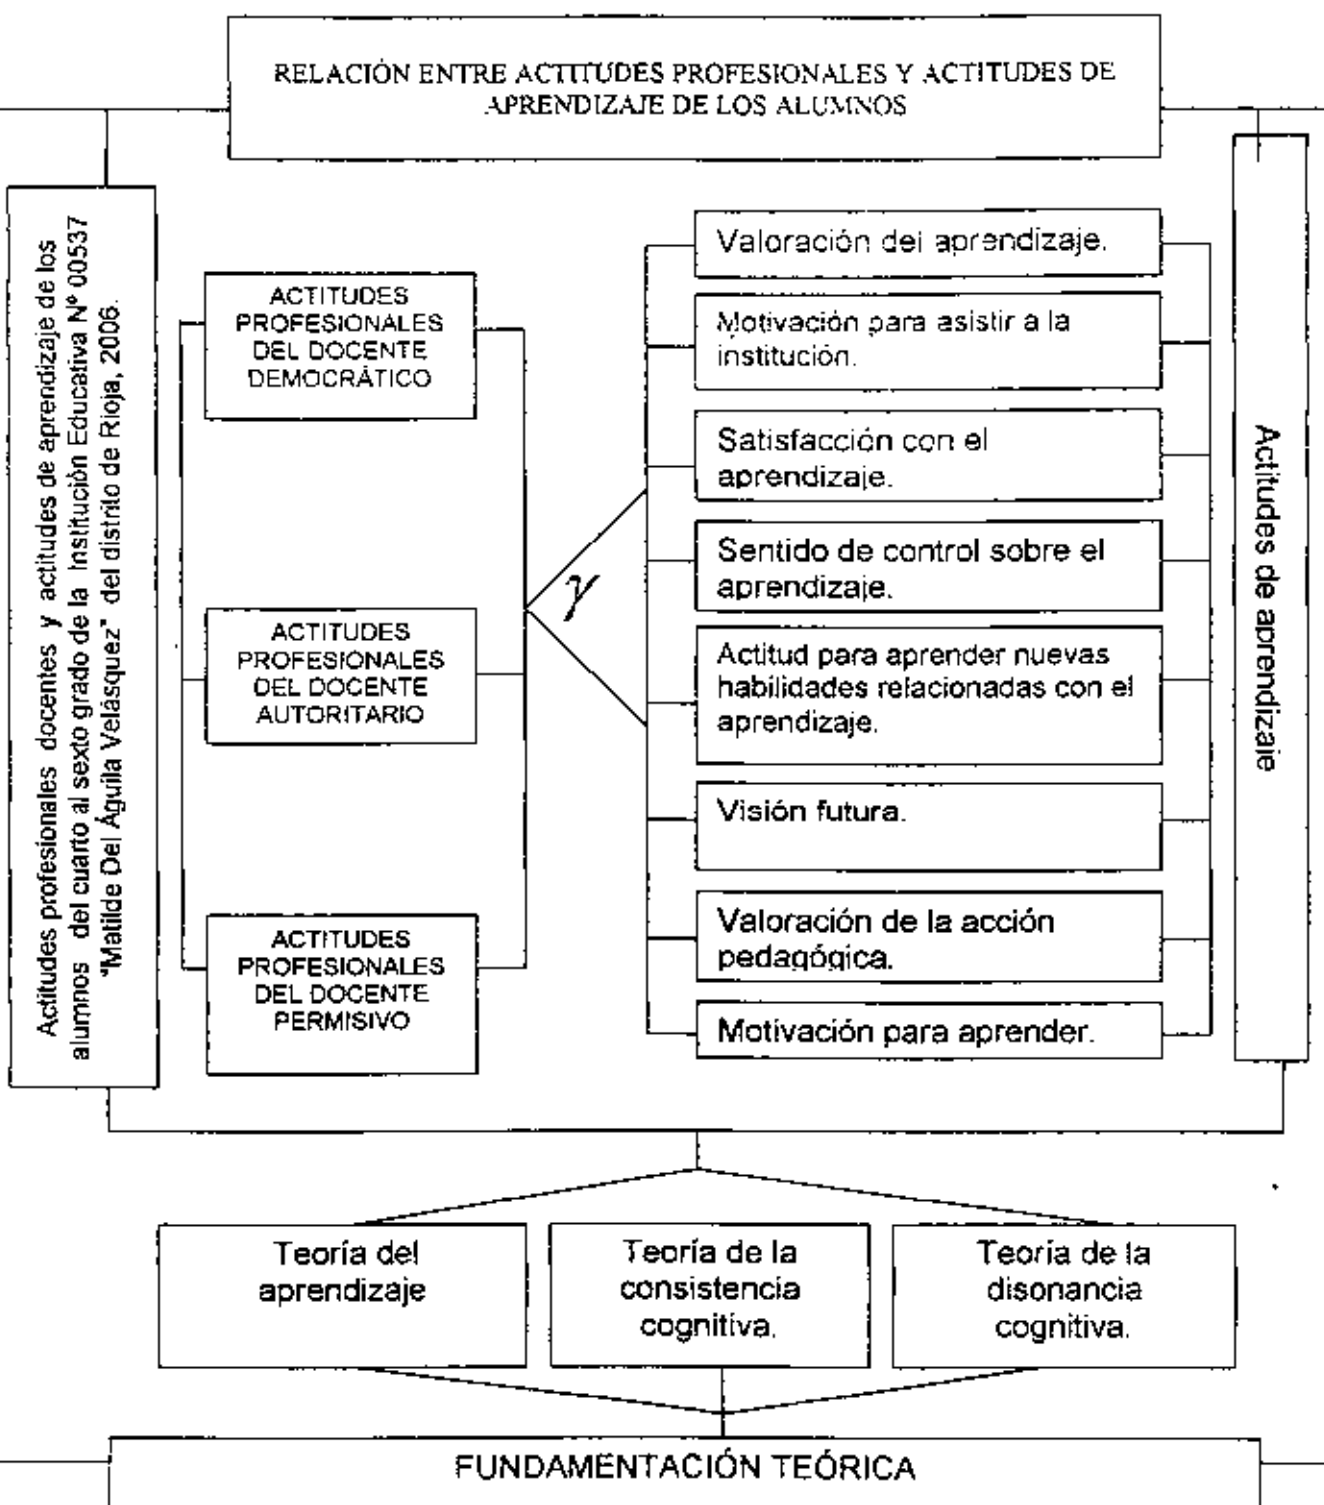 RELACIÓN ENTRE ACTITUDES PROFESIONALES Y ACTITUDES DE
APRENDIZAJE DE LOS ALUMNOS
Actitudes profesionales docentes y actitudes de aprendizaje de los
alumnos del cuarto al sexto grado de la Institución Educativa Nº 00537
"Matilde Del Águila Velásquez" del distrito de Rioja, 2006.
ACTITUDES
PROFESIONALES
DEL DOCENTE
DEMOCRÁTICO
ACTITUDES
PROFESIONALES
DEL DOCENTE
AUTORITARIO
ACTITUDES
PROFESIONALES
DEL DOCENTE
PERMISIVO
γ
Valoración del aprendizaje.
Motivación para asistir a la
institución.
Satisfacción con el
aprendizaje.
Sentido de control sobre el
aprendizaje.
Actitud para aprender nuevas
habilidades relacionadas con el
aprendizaje.
Visión futura.
Valoración de la acción
pedagógica.
Motivación para aprender.
Actitudes de aprendizaje
Teoría del
aprendizaje
Teoría de la
consistencia
cognitiva.
Teoría de la
disonancia
cognitiva.
FUNDAMENTACIÓN TEÓRICA